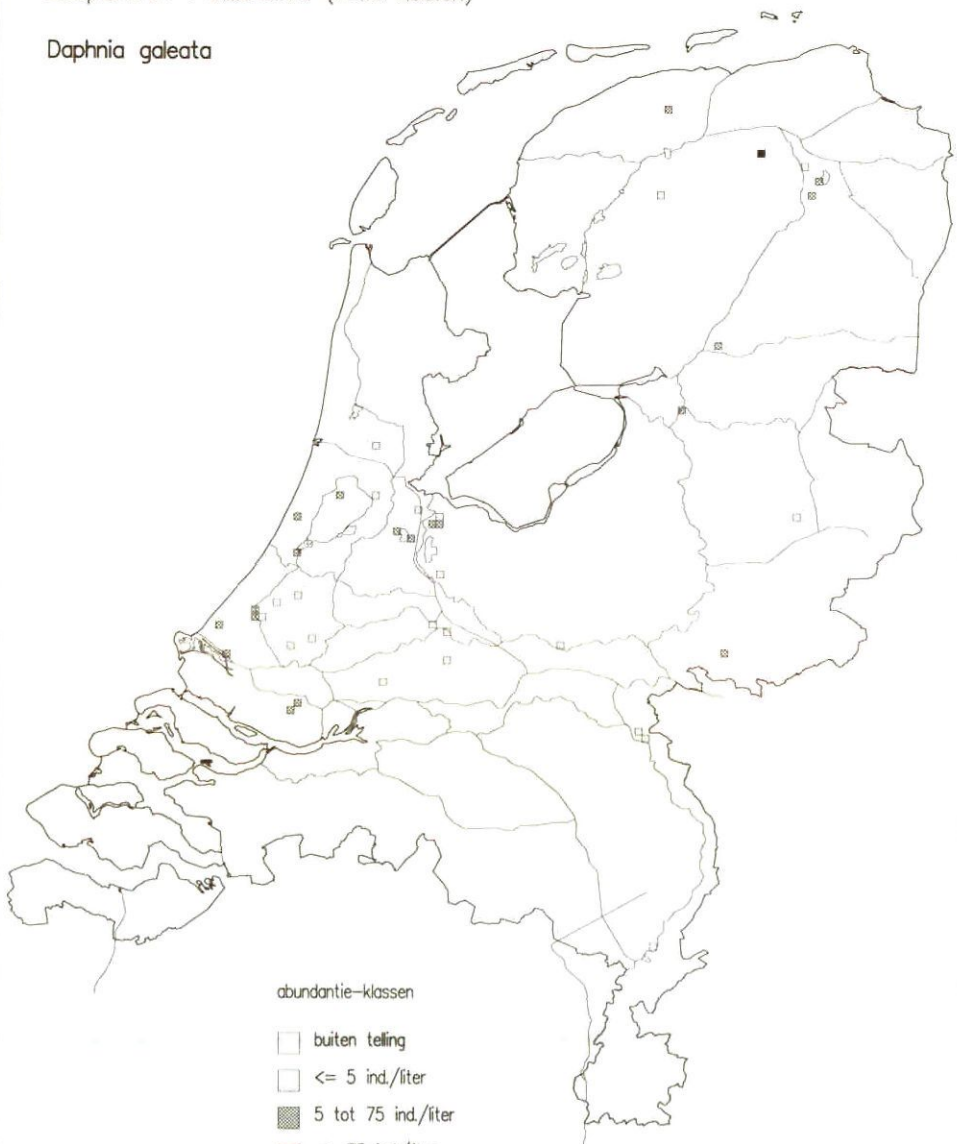 Daphnia galeata
abundantie-klassen
buiten telling
<= 5 ind./liter
5 tot 75 ind./liter